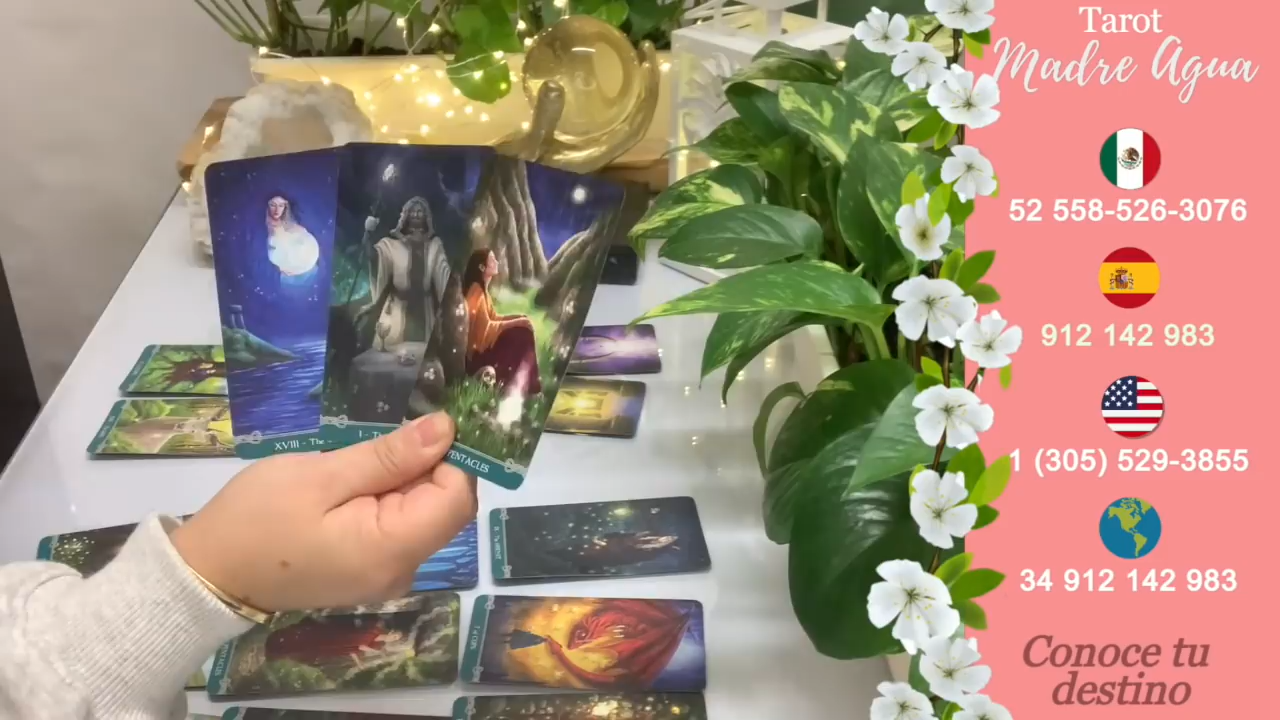 Tarot
Madre Agua
52 558-526-3076
912 142 983
1 (305) 529-3855
34 912 142 983
Conoce tu
destino
XVIII - The
I -
PENTACLES